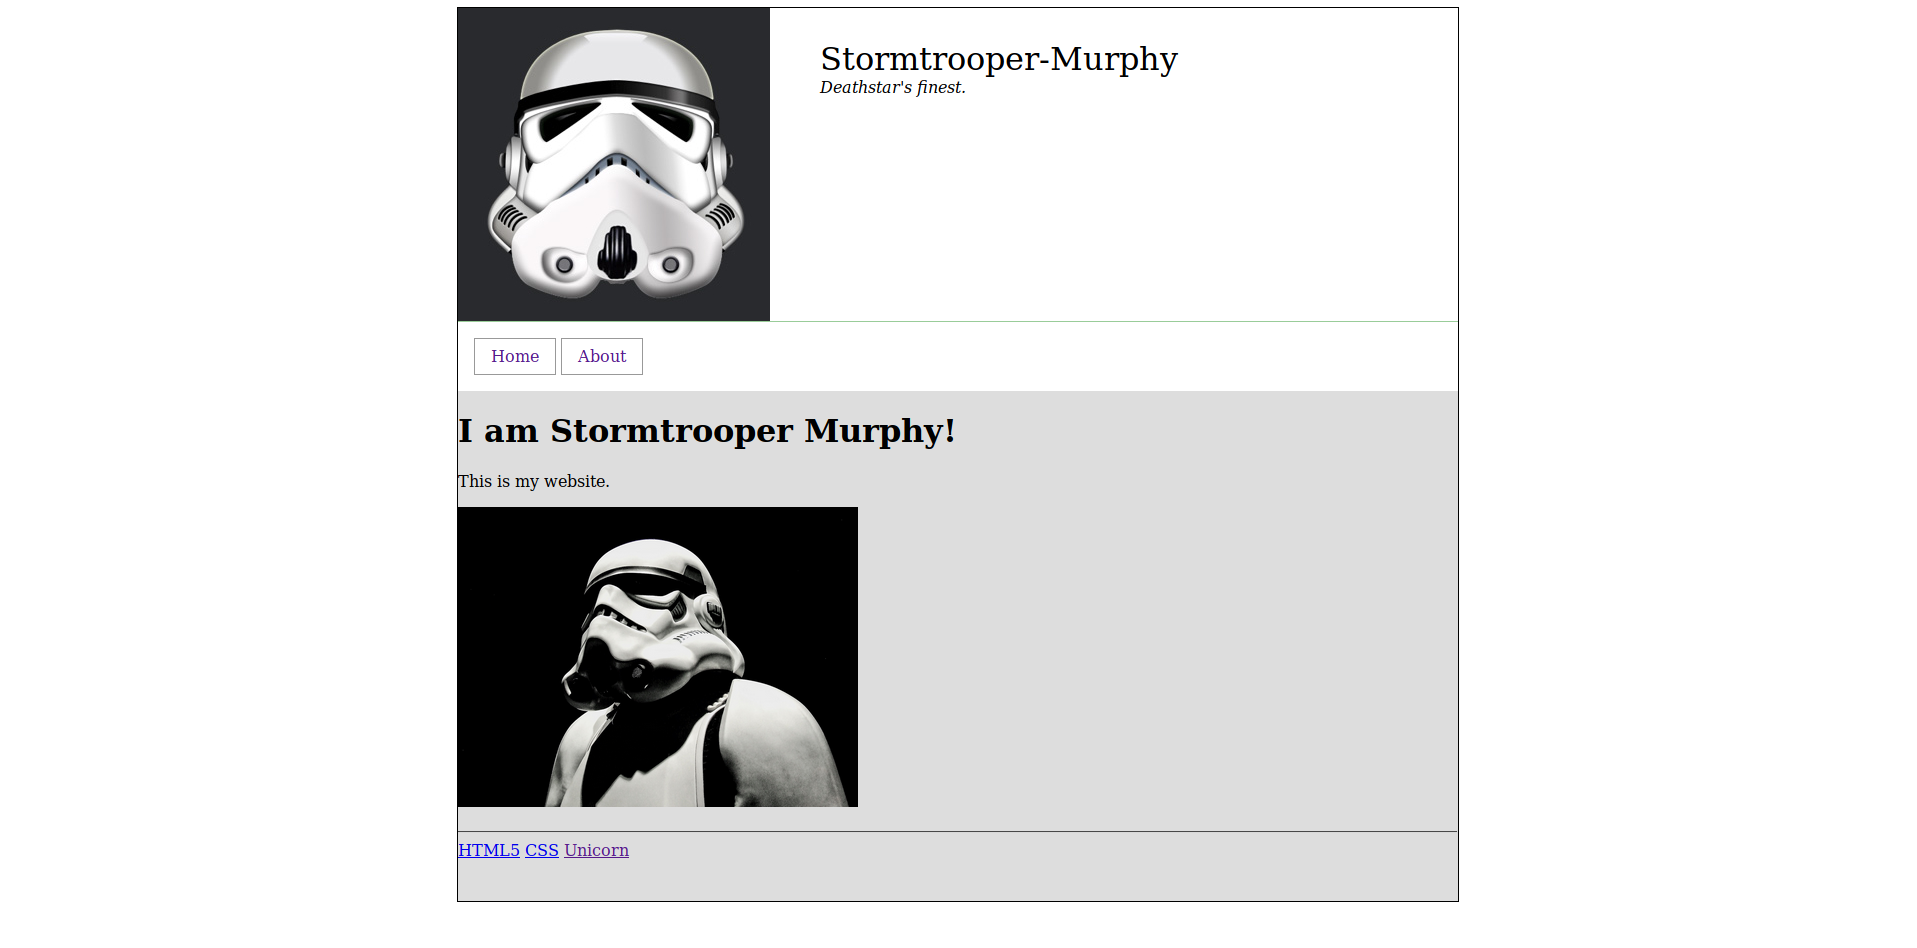 Stormtrooper-Murphy
Deathstar's finest.
Home About
I am Stormtrooper Murphy!
This is my website.
HTML5 CSS Unicorn